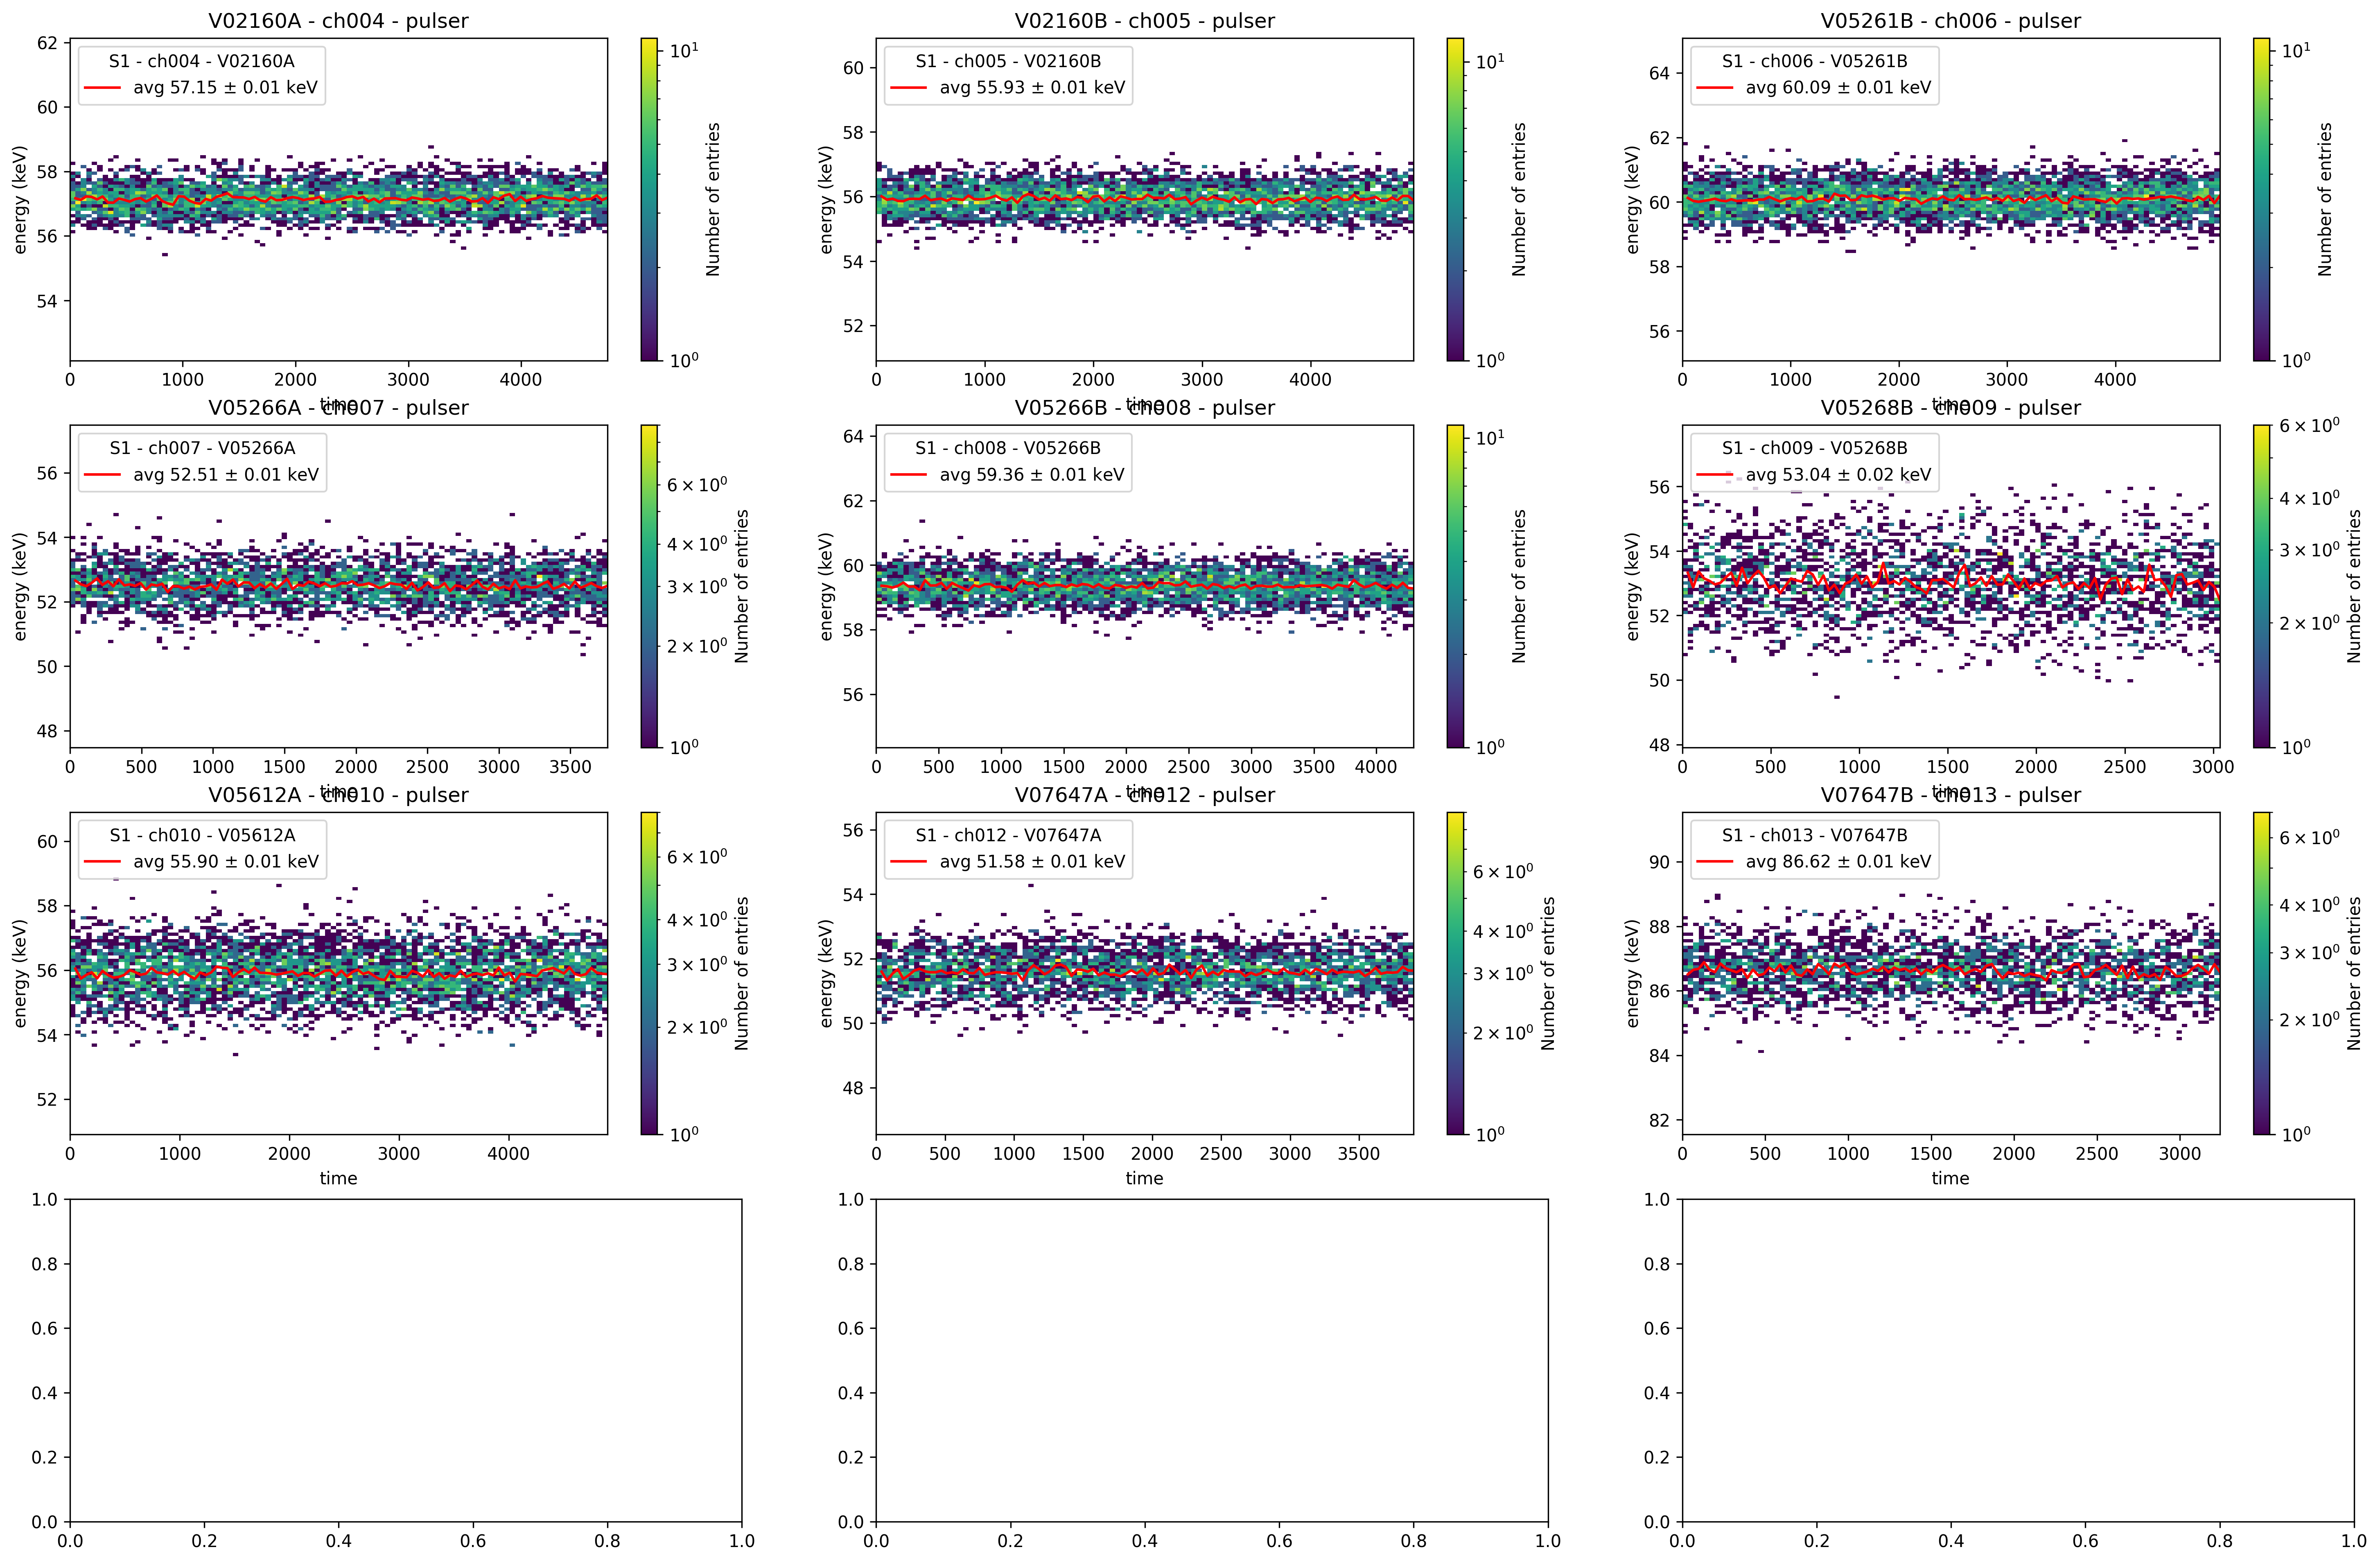 V02160A - ch004 - pulser
S1 - ch004 - V02160A
avg 57.15 ± 0.01 keV
energy (keV)
62
60
58
56
54
0 1000 2000 3000 4000
time
10¹
10⁰
Number of entries
V02160B - ch005 - pulser
S1 - ch005 - V02160B
avg 55.93 ± 0.01 keV
energy (keV)
60
58
56
54
52
0 1000 2000 3000 4000
10¹
10⁰
Number of entries
V05261B - ch006 - pulser
S1 - ch006 - V05261B
avg 60.09 ± 0.01 keV
energy (keV)
64
62
60
58
56
0 1000 2000 3000 4000
time
10¹
10⁰
Number of entries
V05266A - ch007 - pulser
S1 - ch007 - V05266A
avg 52.51 ± 0.01 keV
energy (keV)
56
54
52
50
48
0 500 1000 1500 2000 2500 3000 3500
time
6 × 10⁰
4 × 10⁰
3 × 10⁰
2 × 10⁰
10⁰
Number of entries
V05266B - ch008 - pulser
S1 - ch008 - V05266B
avg 59.36 ± 0.01 keV
energy (keV)
64
62
60
58
56
0 500 1000 1500 2000 2500 3000 3500 4000
10¹
10⁰
Number of entries
V05268B - ch009 - pulser
S1 - ch009 - V05268B
avg 53.04 ± 0.02 keV
energy (keV)
56
54
52
50
48
0 500 1000 1500 2000 2500 3000
time
6 × 10⁰
4 × 10⁰
3 × 10⁰
2 × 10⁰
10⁰
Number of entries
V05612A - ch010 - pulser
S1 - ch010 - V05612A
avg 55.90 ± 0.01 keV
energy (keV)
60
58
56
54
52
0 1000 2000 3000 4000
time
6 × 10⁰
4 × 10⁰
3 × 10⁰
2 × 10⁰
10⁰
Number of entries
V07647A - ch012 - pulser
S1 - ch012 - V07647A
avg 51.58 ± 0.01 keV
energy (keV)
56
54
52
50
48
0 500 1000 1500 2000 2500 3000 3500
time
6 × 10⁰
4 × 10⁰
3 × 10⁰
2 × 10⁰
10⁰
Number of entries
V07647B - ch013 - pulser
S1 - ch013 - V07647B
avg 86.62 ± 0.01 keV
energy (keV)
90
88
86
84
82
0 500 1000 1500 2000 2500 3000
time
6 × 10⁰
4 × 10⁰
3 × 10⁰
2 × 10⁰
10⁰
Number of entries
1.0
0.8
0.6
0.4
0.2
0.0
0.0 0.2 0.4 0.6 0.8 1.0
1.0
0.8
0.6
0.4
0.2
0.0
0.0 0.2 0.4 0.6 0.8 1.0
1.0
0.8
0.6
0.4
0.2
0.0
0.0 0.2 0.4 0.6 0.8 1.0